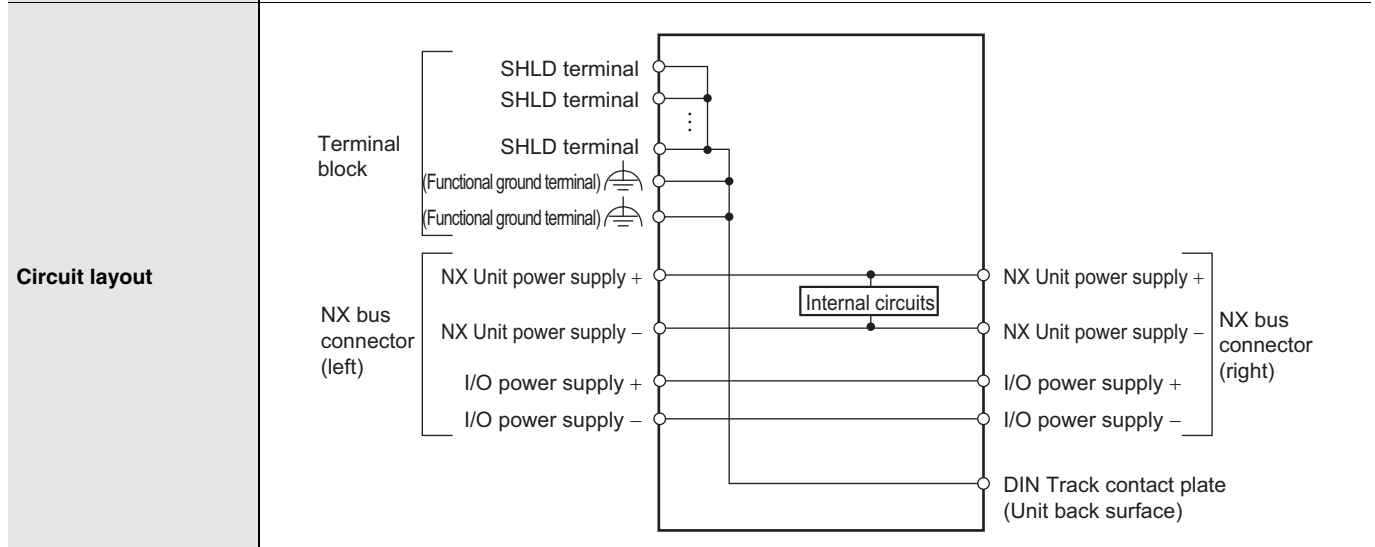 Circuit layout
Terminal
block
SHLD terminal
SHLD terminal
⋮
SHLD terminal
(Functional ground terminal)
(Functional ground terminal)
NX bus
connector
(left)
NX Unit power supply +
NX Unit power supply −
I/O power supply +
I/O power supply −
Internal circuits
NX Unit power supply +
NX Unit power supply −
I/O power supply +
I/O power supply −
NX bus
connector
(right)
DIN Track contact plate
(Unit back surface)